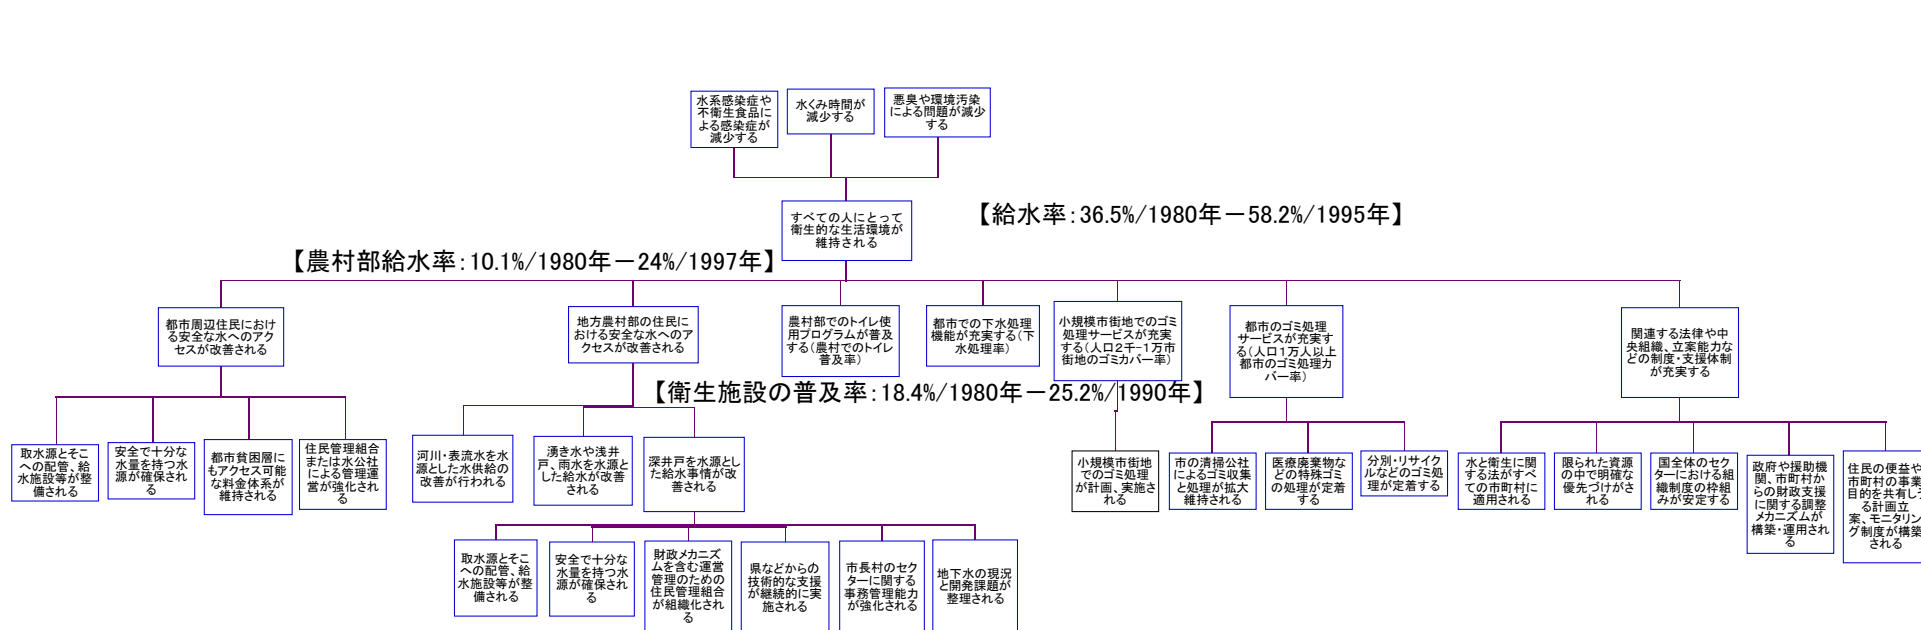 水系感染症や
不衛生食品に
よる感染症が
減少する
水くみ時間が
減少する
悪臭や環境汚染
による問題が減少
する
すべての人にとって
衛生的な生活環境が
維持される
【給水率：36.5%/1980年－58.2%/1995年】
【農村部給水率：10.1%/1980年－24%/1997年】
都市周辺住民におけ
る安全な水へのアク
セスが改善される
地方農村部の住民に
おける安全な水へのア
クセスが改善される
農村部でのトイレ使
用プログラムが普及
する（農村でのトイレ
普及率）
都市での下水処理
機能が充実する（下
水処理率）
小規模市街地でのゴミ
処理サービスが充実
する（人口2千-1万市
街地のゴミカバー率）
都市のゴミ処理
サービスが充実す
る（人口1万人以上
都市のゴミ処理カ
バー率）
関連する法律や中
央組織、立案能力な
どの制度・支援体制
が充実する
【衛生施設の普及率：18.4%/1980年－25.2%/1990年】
取水源とそこ
への配管、給
水施設等が整
備される
安全で十分な
水量を持つ水
源が確保され
る
都市貧困層に
もアクセス可能
な料金体系が
維持される
住民管理組合
または水公社
による管理運
営が強化され
る
河川・表流水を水
源とした水供給の
改善が行われる
湧き水や浅井
戸、雨水を水源と
した給水が改善
される
深井戸を水源とし
た給水事情が改
善される
小規模市街地
でのゴミ処理
が計画、実施さ
れる
市の清掃公社
によるゴミ収集
と処理が拡大
維持される
医療廃棄物な
どの特殊ゴミ
の処理が定着
する
分別・リサイク
ルなどのゴミ処
理が定着する
水と衛生に関
する法がすべ
ての市町村に
適用される
限られた資源
の中で明確な
優先づけがさ
れる
国全体のセク
ターにおける組
織制度の枠組
みが安定する
政府や援助機
関、市町村か
らの財政支援
に関する調整
メカニズムが
構築・運用され
る
住民の便益や
市町村の事業
目的を共有し
る計画立
案、モニタリン
グ制度が構築
される
取水源とそこ
への配管、給
水施設等が整
備される
安全で十分な
水量を持つ水
源が確保され
る
財政メカニズ
ムを含む運営
管理のための
住民管理組合
が組織化され
る
県などからの
技術的な支援
が継続的に実
施される
市長村のセク
ターに関する
事務管理能力
が強化される
地下水の現況
と開発課題が
整理される